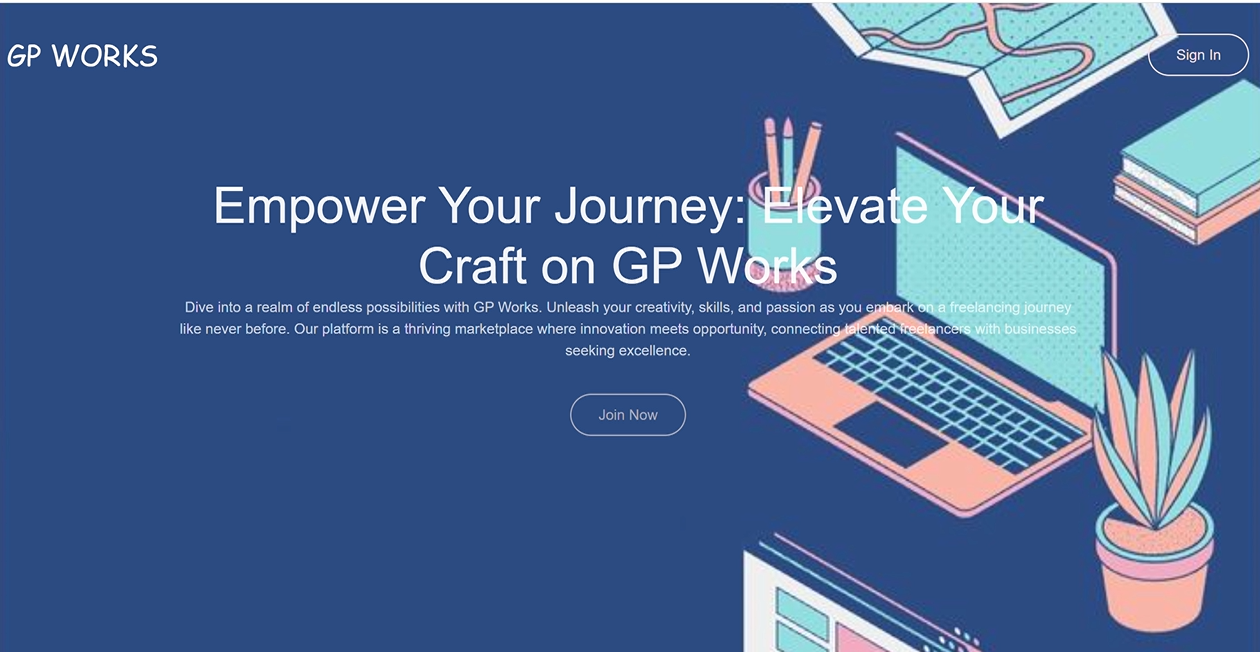 GP WORKS
Sign In
Empower Your Journey: Elevate Your
Craft on GP Works
Dive into a realm of endless possibilities with GP Works. Unleash your creativity, skills, and passion as you embark on a freelancing journey
like never before. Our platform is a thriving marketplace where innovation meets opportunity, connecting talented freelancers with businesses
seeking excellence.
Join Now